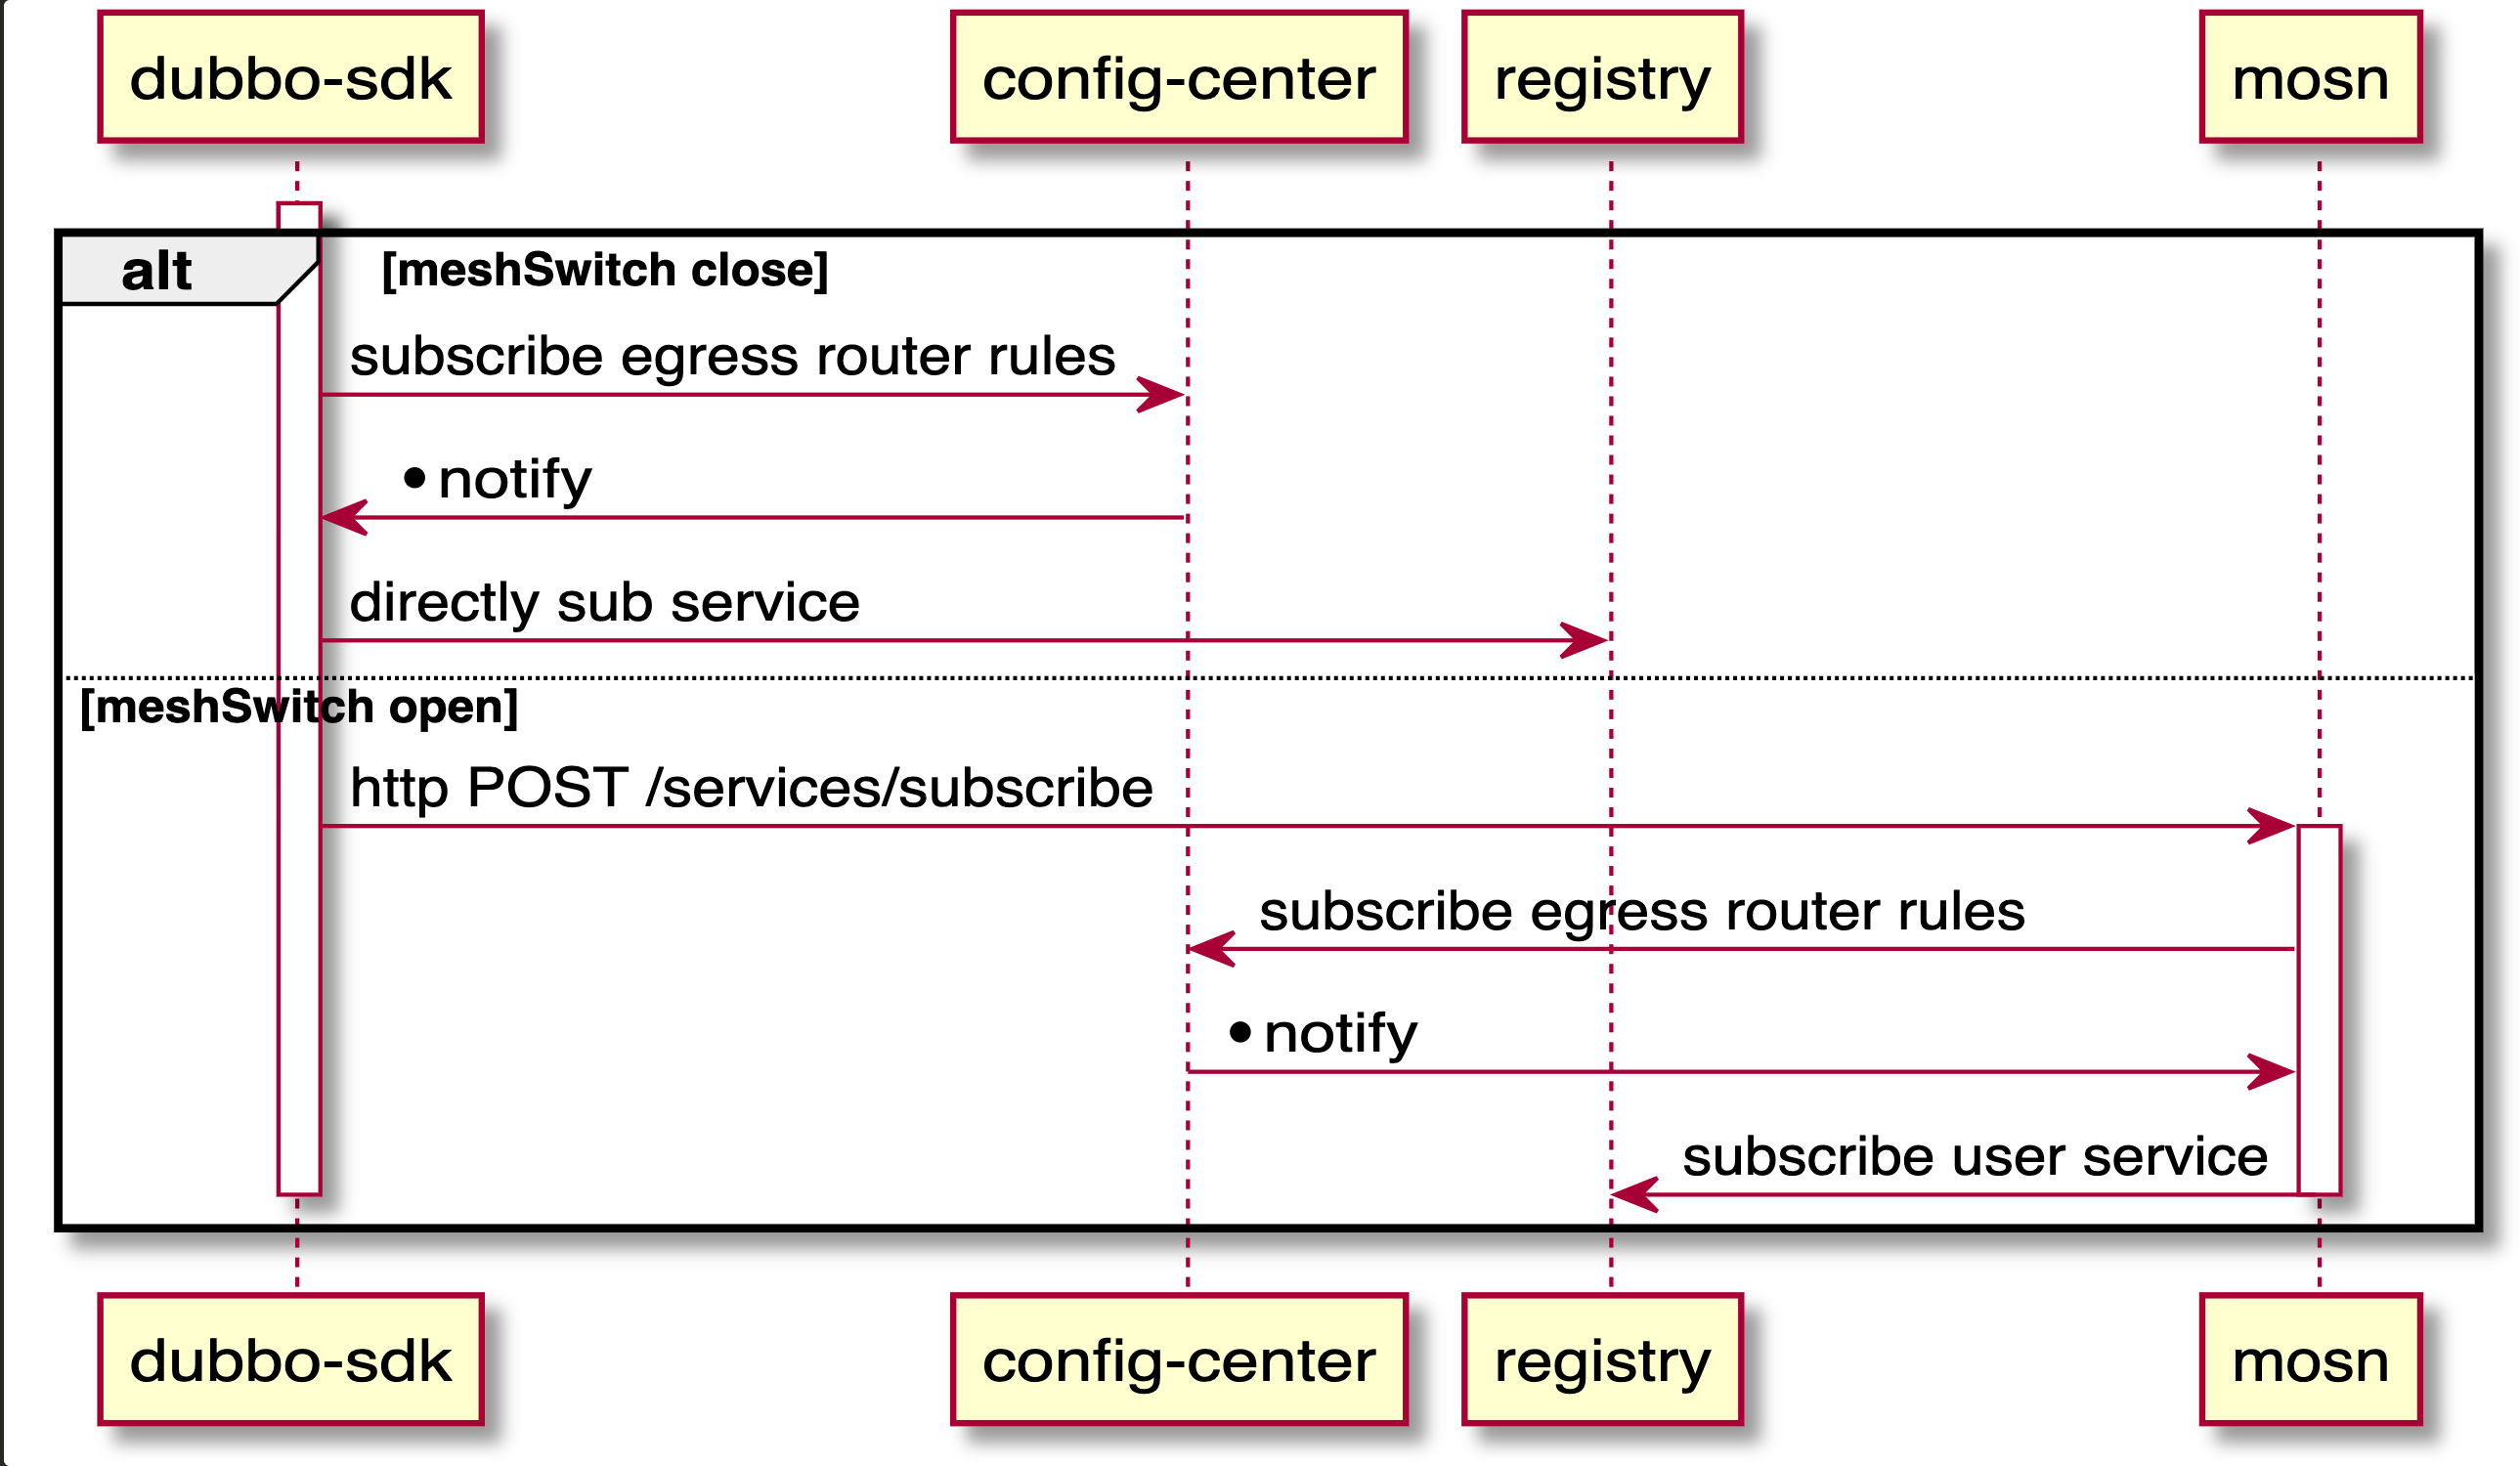 dubbo-sdk
config-center
registry
mosn
alt
[meshSwitch close]
subscribe egress router rules
• notify
directly sub service
[meshSwitch open]
http POST /services/subscribe
subscribe egress router rules
• notify
subscribe user service
dubbo-sdk
config-center
registry
mosn